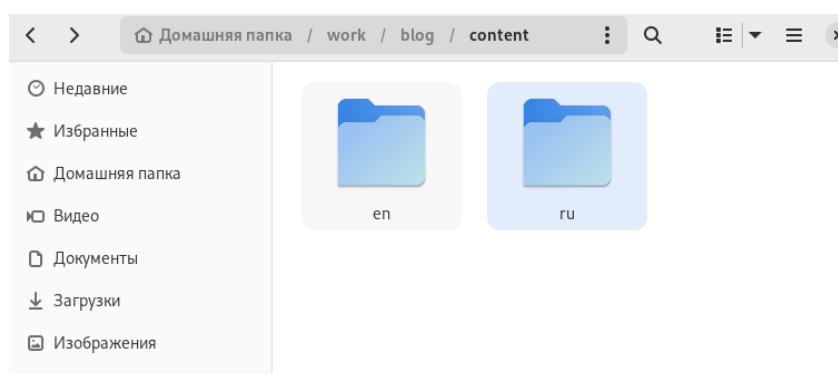 Домашняя папка / work / blog / content
Недавние
Избранные
Домашняя папка
Видео
Документы
Загрузки
Изображения
en
ru